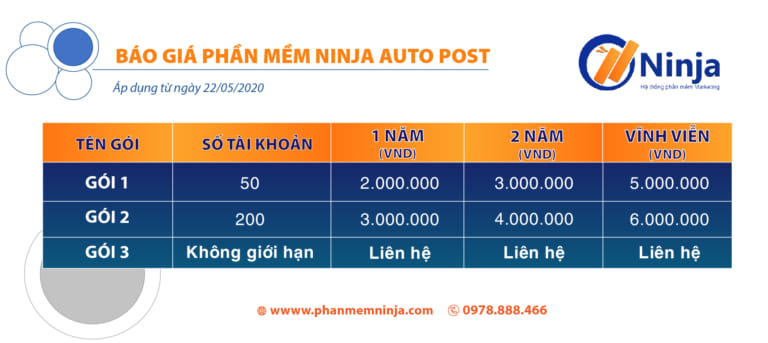 BÁO GIÁ PHẦN MỀM NINJA AUTO POST
Áp dụng từ ngày 22/05/2020
Ninja
Hệ thống phần mềm Marketing
TÊN GÓI SỐ TÀI KHOẢN 1 NĂM (VND) 2 NĂM (VND) VĨNH VIỄN (VND)
GÓI 1 50 2.000.000 3.000.000 5.000.000
GÓI 2 200 3.000.000 4.000.000 6.000.000
GÓI 3 Không giới hạn Liên hệ Liên hệ Liên hệ
www.phanmemninja.com 0978.888.466